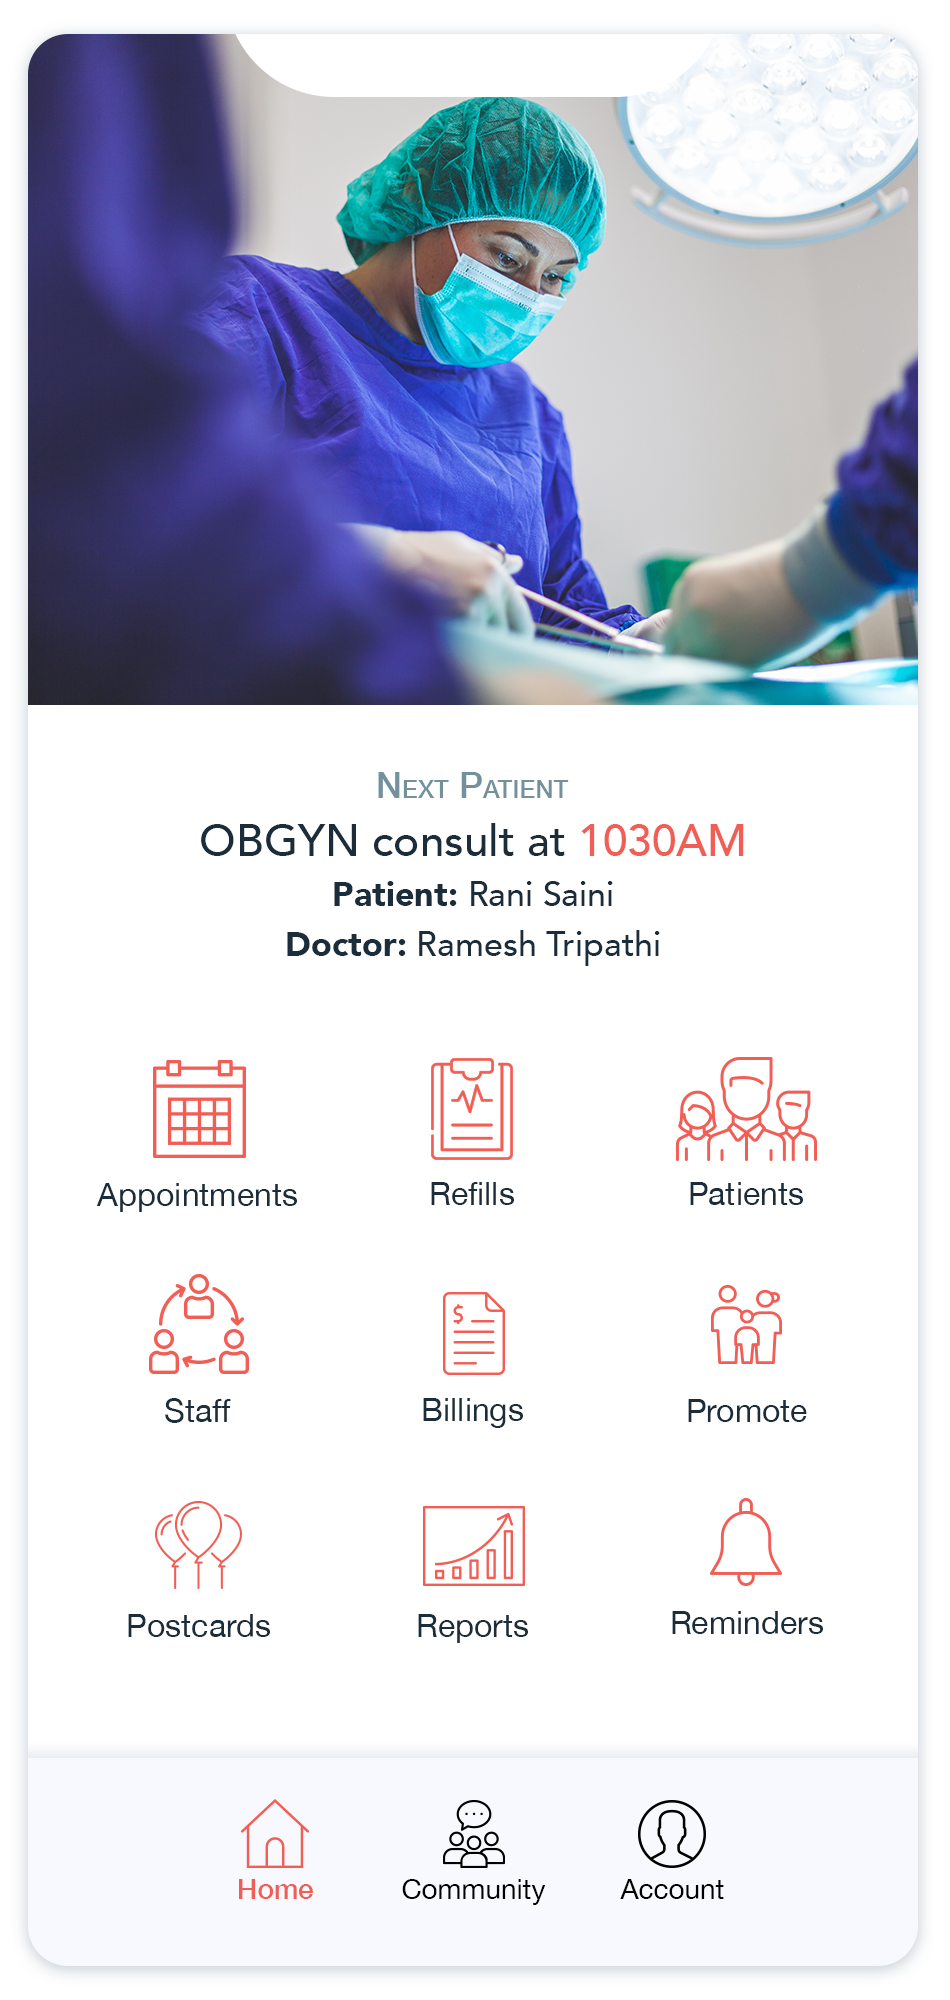 Next Patient
OBGYN consult at 1030AM
Patient: Rani Saini
Doctor: Ramesh Tripathi
Appointments Refills Patients
$
Staff Billings Promote
Postcards Reports Reminders
Home Community Account